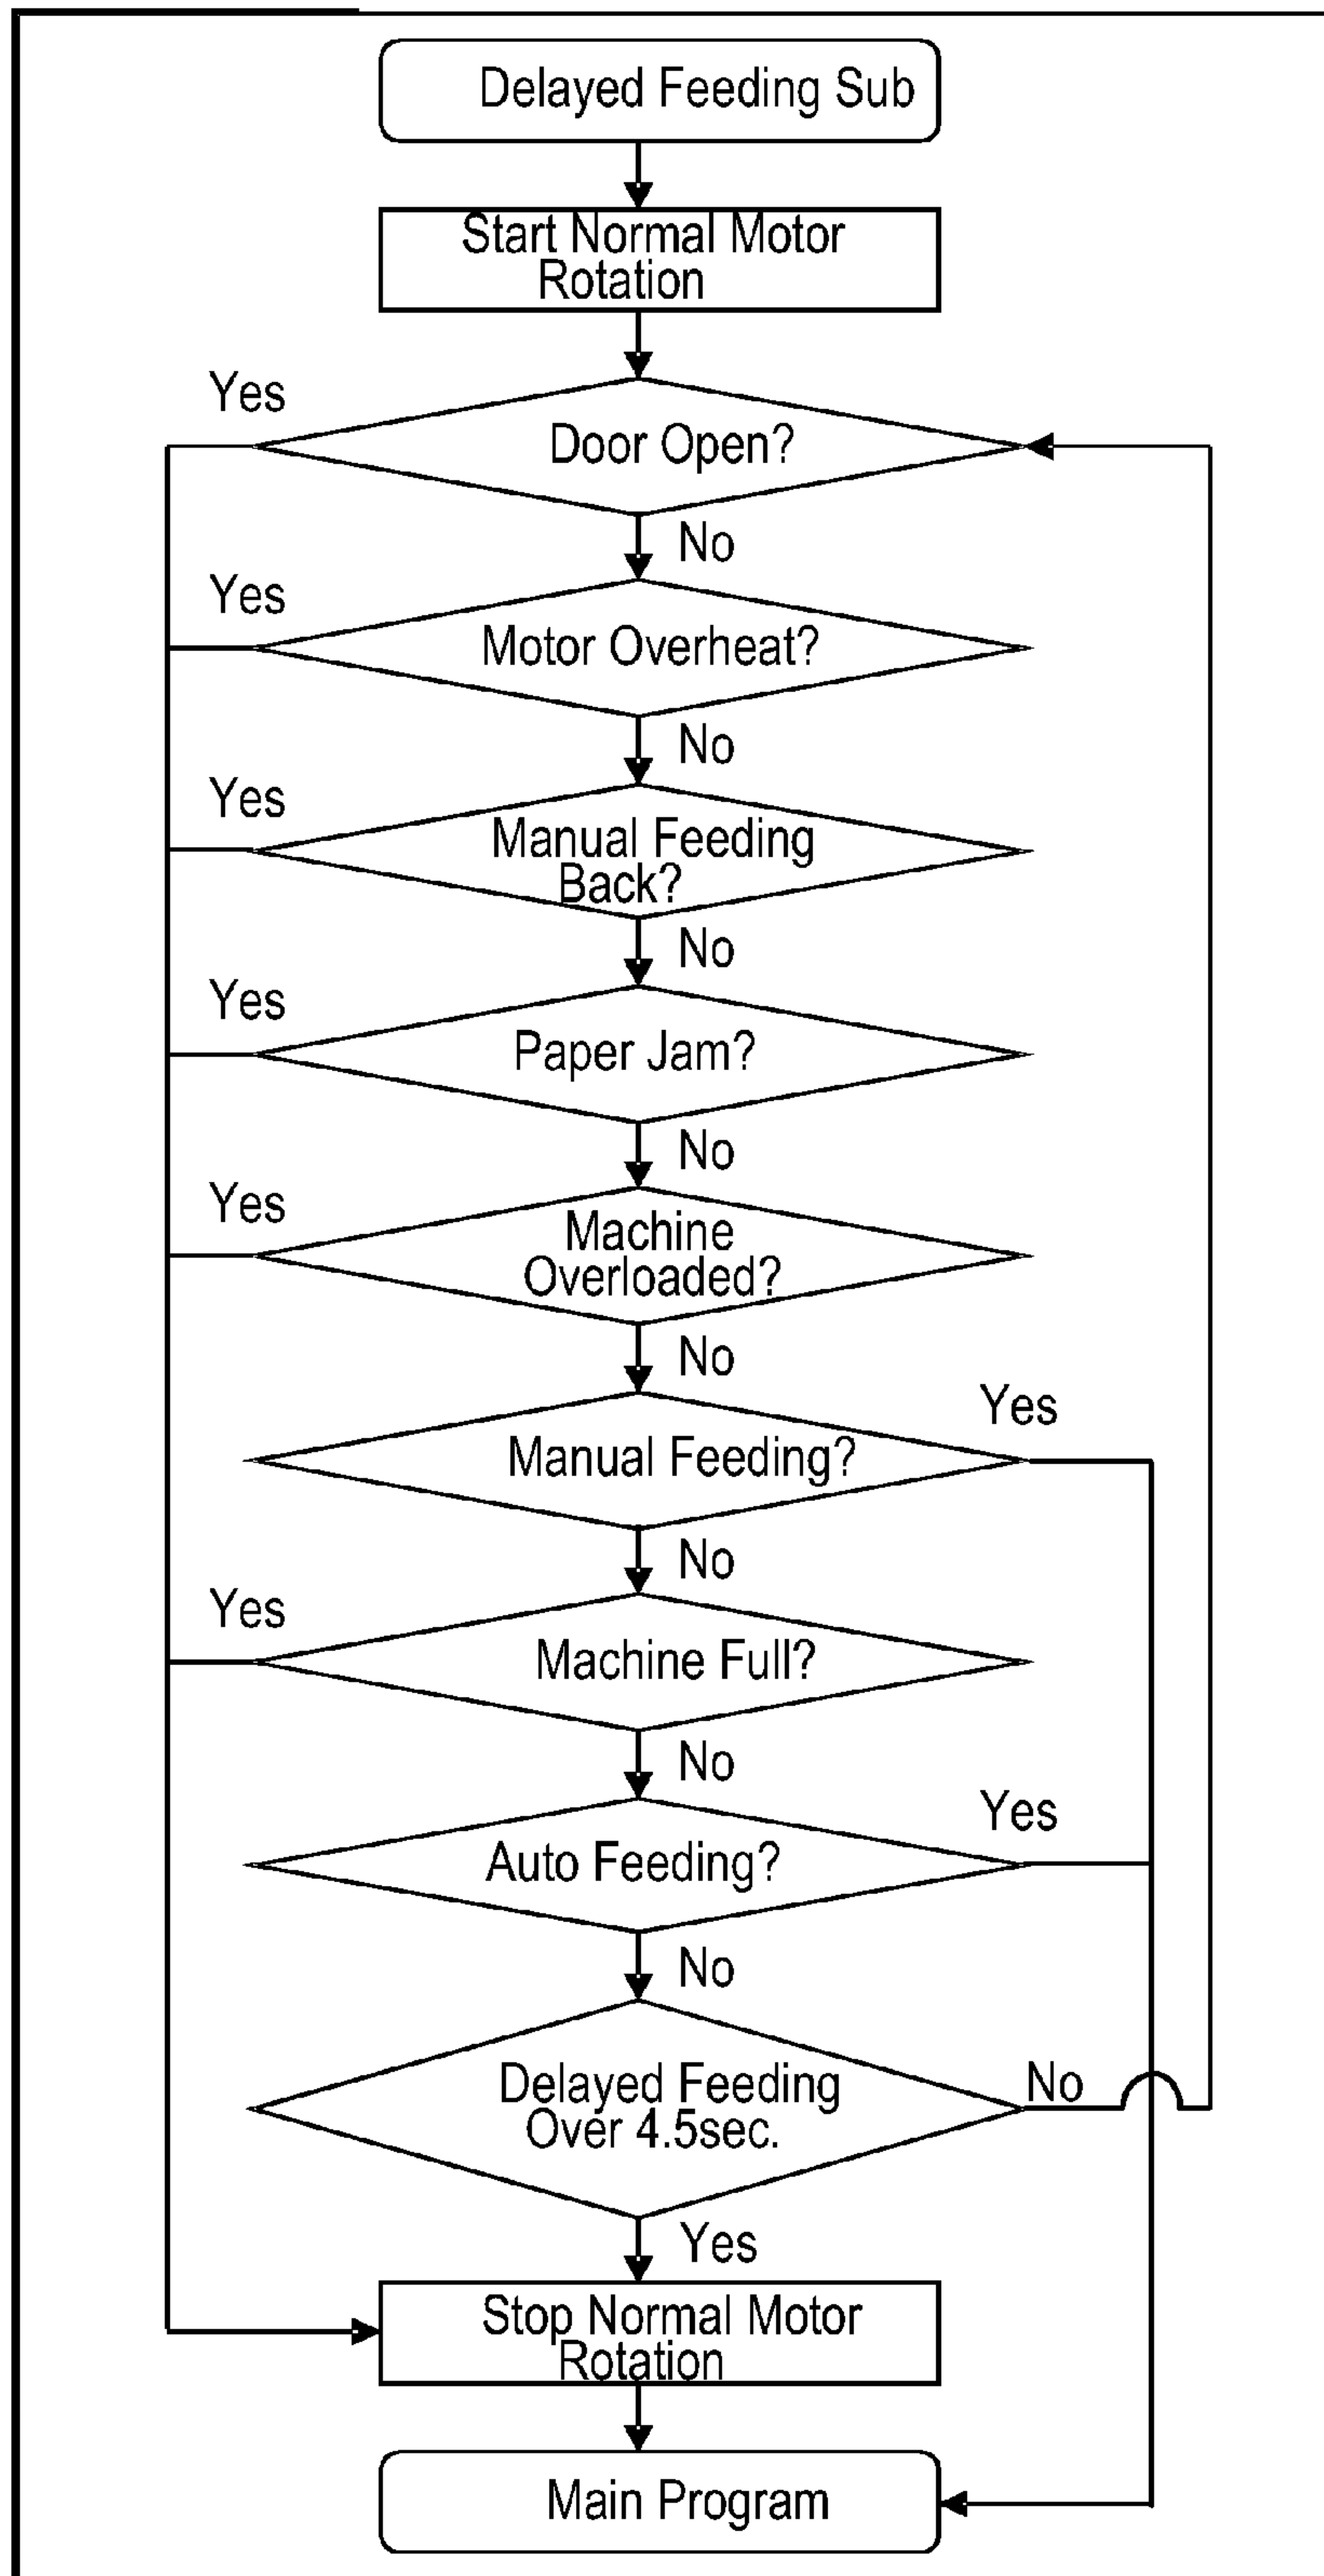 Delayed Feeding Sub
Start Normal Motor
Rotation
Yes
Door Open?
No
Yes
Motor Overheat?
No
Yes
Manual Feeding
Back?
No
Yes
Paper Jam?
No
Yes
Machine
Overloaded?
No
Yes
Manual Feeding?
No
Yes
Machine Full?
No
Yes
Auto Feeding?
No
Delayed Feeding
Over 4.5sec.
No
Yes
Stop Normal Motor
Rotation
Main Program